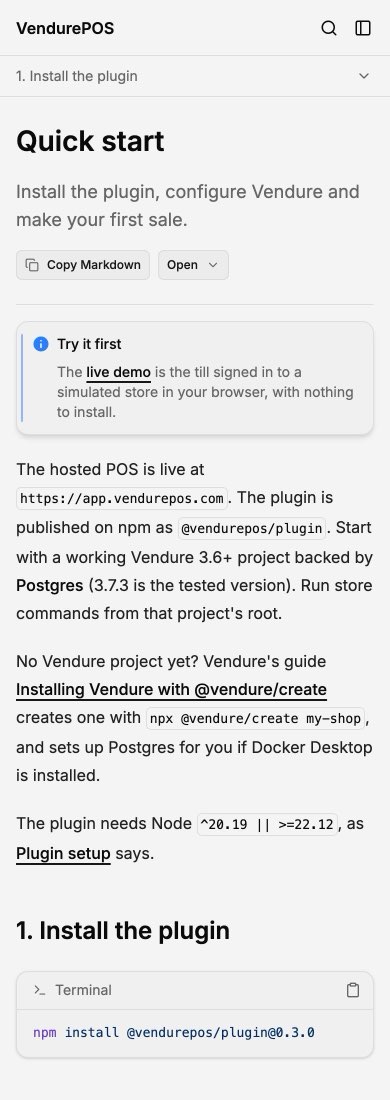 VendurePOS
1. Install the plugin
Quick start
Install the plugin, configure Vendure and
make your first sale.
Copy Markdown
Open
Try it first
The live demo is the till signed in to a
simulated store in your browser, with nothing
to install.
The hosted POS is live at
https://app.vendurepos.com. The plugin is
published on npm as @vendurepos/plugin. Start
with a working Vendure 3.6+ project backed by
Postgres (3.7.3 is the tested version). Run store
commands from that project's root.
No Vendure project yet? Vendure's guide
Installing Vendure with @vendure/create
creates one with npx @vendure/create my-shop,
and sets up Postgres for you if Docker Desktop
is installed.
The plugin needs Node ^20.19 || >=22.12, as
Plugin setup says.
1. Install the plugin
Terminal
npm install @vendurepos/plugin@0.3.0